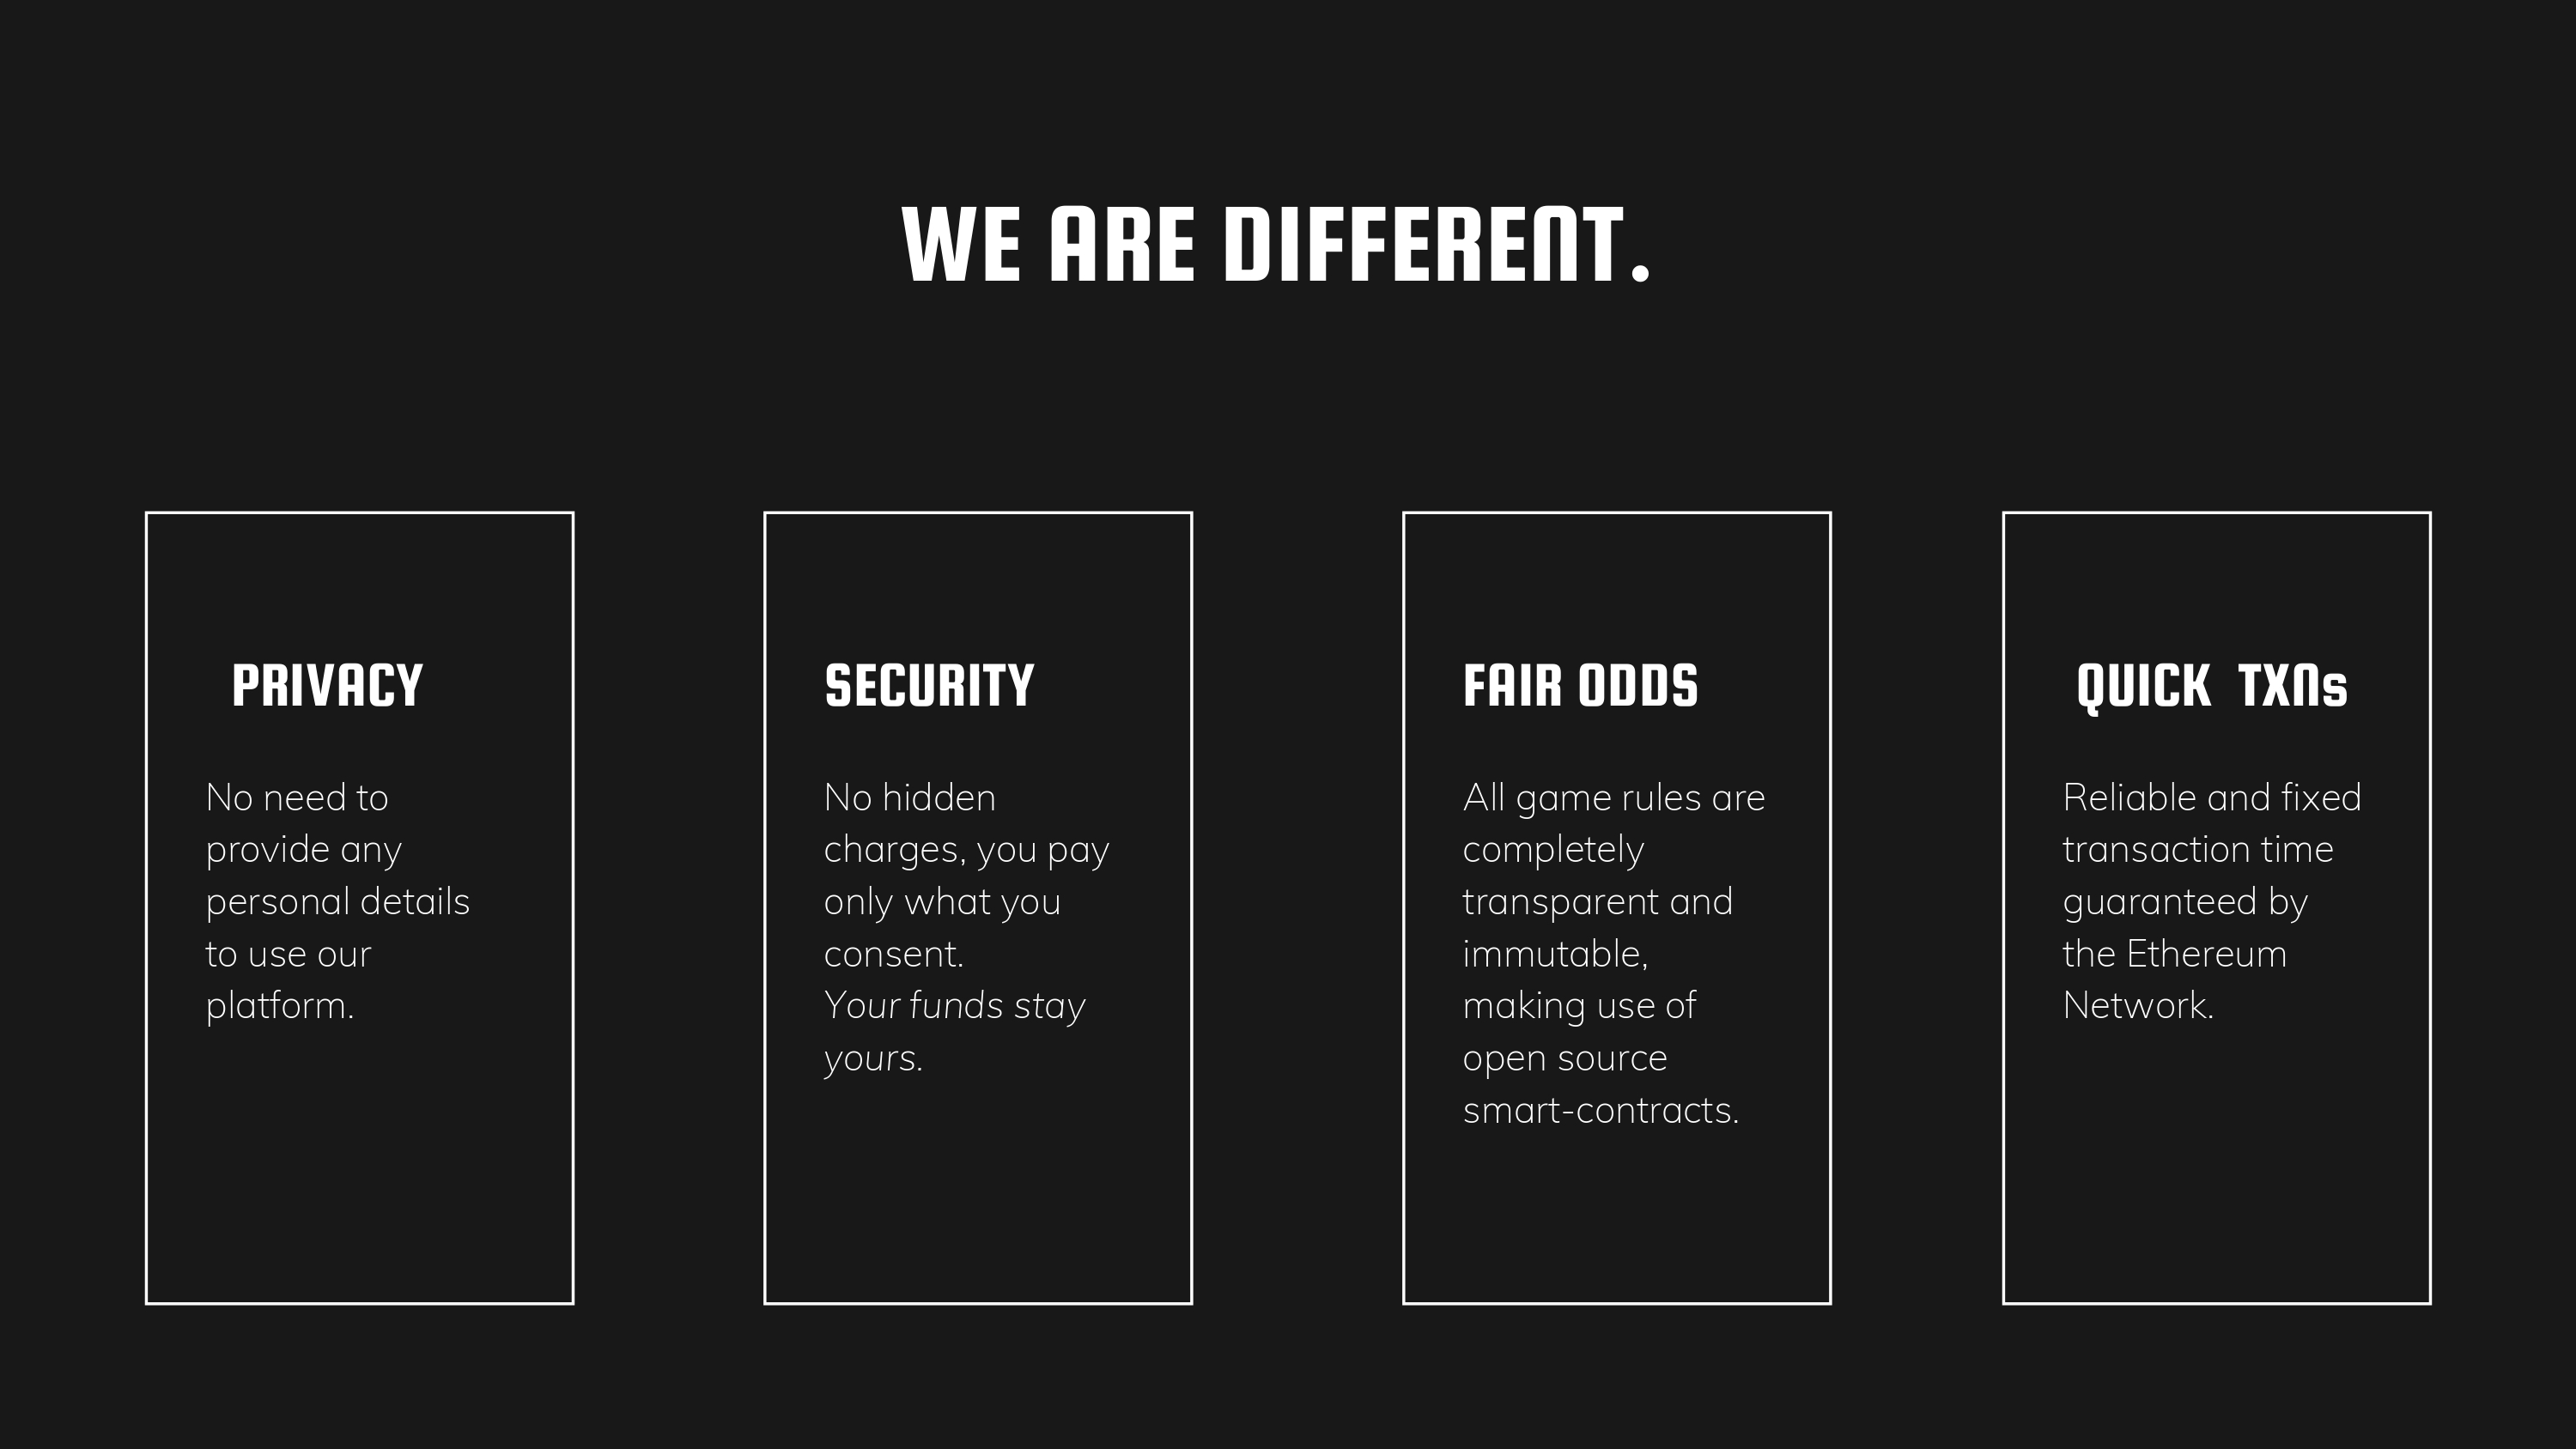 WE ARE DIFFERENT.
PRIVACY
No need to
provide any
personal details
to use our
platform.
SECURITY
No hidden
charges, you pay
only what you
consent.
Your funds stay
yours.
FAIR ODDS
All game rules are
completely
transparent and
immutable,
making use of
open source
smart-contracts.
QUICK TXNs
Reliable and fixed
transaction time
guaranteed by
the Ethereum
Network.